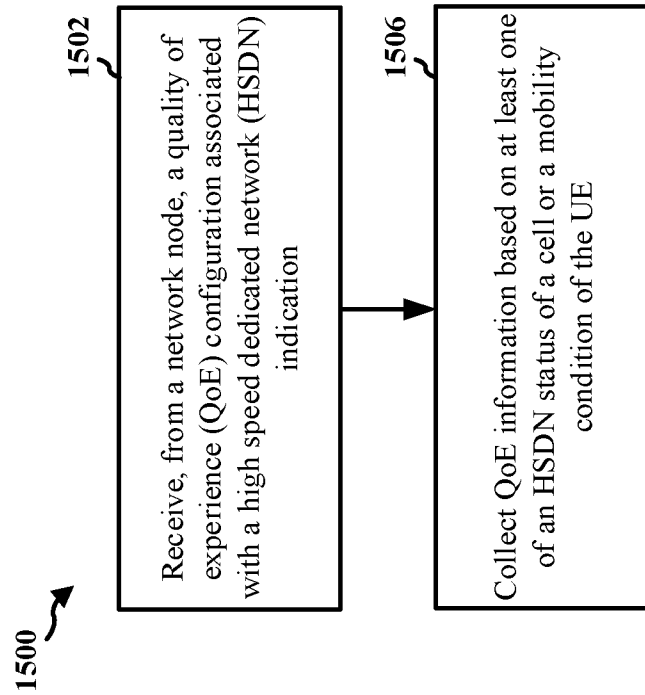 1500
1502
Receive, from a network node, a quality of
experience (QoE) configuration associated
with a high speed dedicated network (HSDN)
indication
1506
Collect QoE information based on at least one
of an HSDN status of a cell or a mobility
condition of the UE